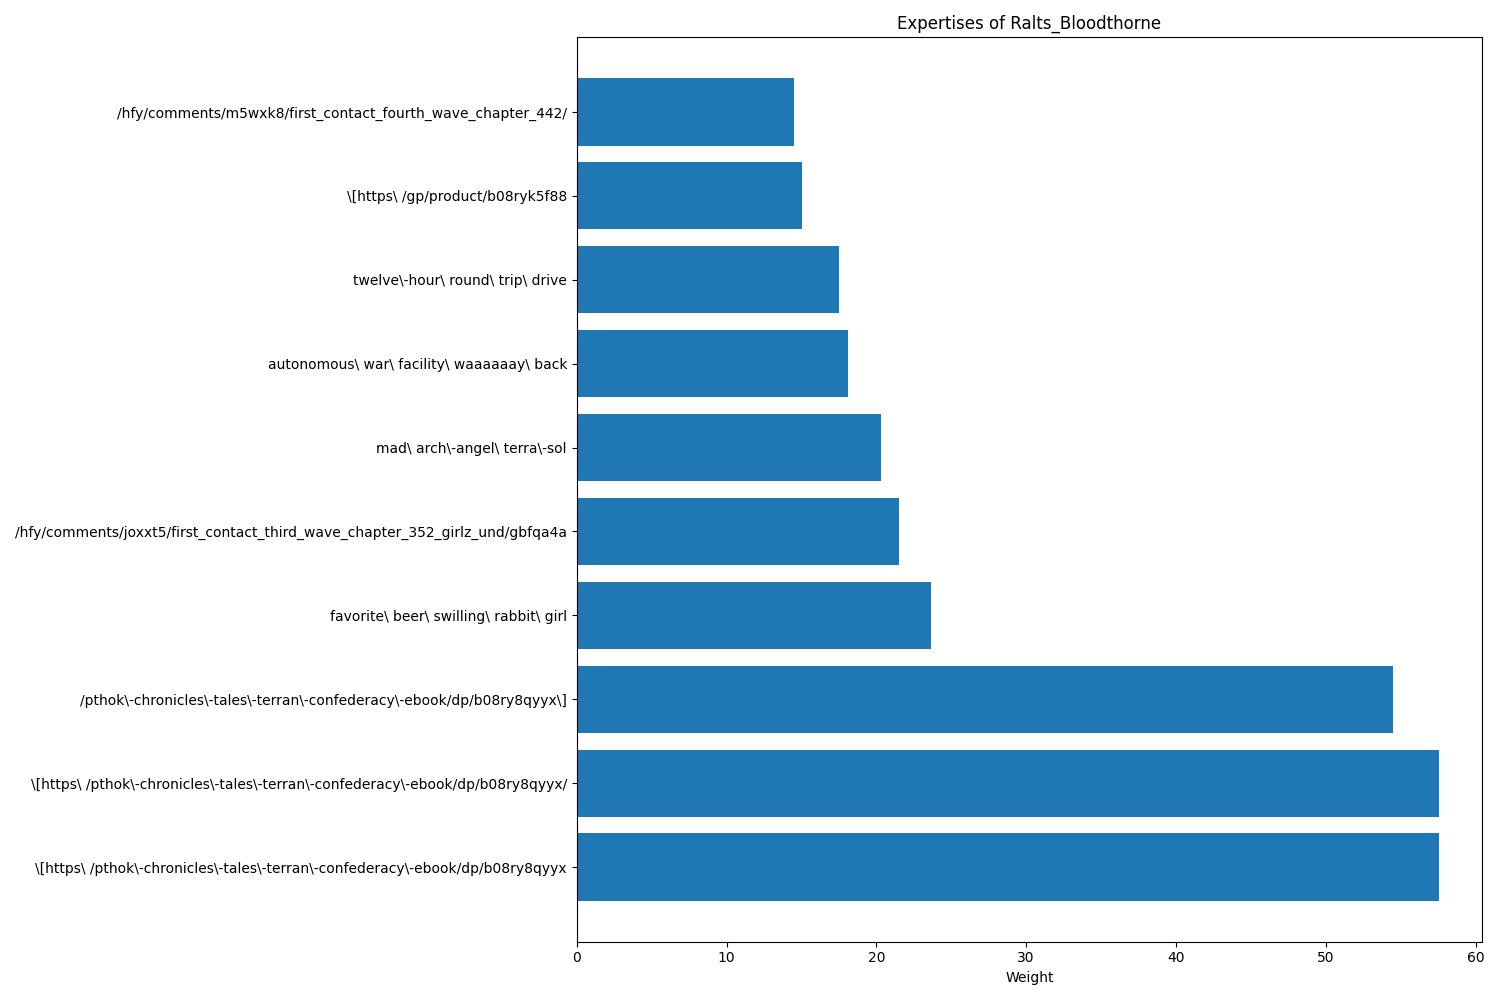 Expertises of Ralts_Bloodthorne
/hfy/comments/m5wxk8/first_contact_fourth_wave_chapter_442/
\[https\ /gp/product/b08ryk5f88
twelve\-hour\ round\ trip\ drive
autonomous\ war\ facility\ waaaaaay\ back
mad\ arch\-angel\ terra\-sol
/hfy/comments/joxxt5/first_contact_third_wave_chapter_352_girlz_und/gbfqa4a
favorite\ beer\ swilling\ rabbit\ girl
/pthok\-chronicles\-tales\-terran\-confederacy\-ebook/dp/b08ry8qyyx\]
\[https\ /pthok\-chronicles\-tales\-terran\-confederacy\-ebook/dp/b08ry8qyyx/
\[https\ /pthok\-chronicles\-tales\-terran\-confederacy\-ebook/dp/b08ry8qyyx
0 10 20 30 40 50 60
Weight